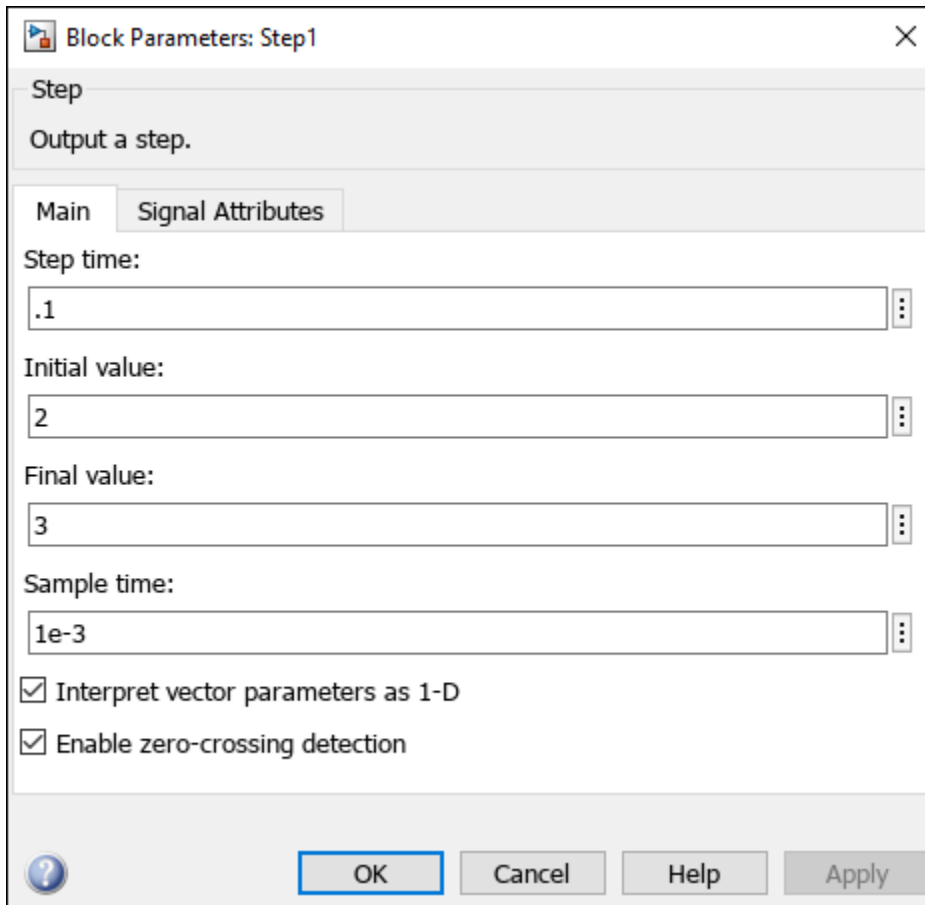 Block Parameters: Step1
Step
Output a step.
Main Signal Attributes
Step time:
.1
Initial value:
2
Final value:
3
Sample time:
1e-3
Interpret vector parameters as 1-D
Enable zero-crossing detection
? OK Cancel Help Apply